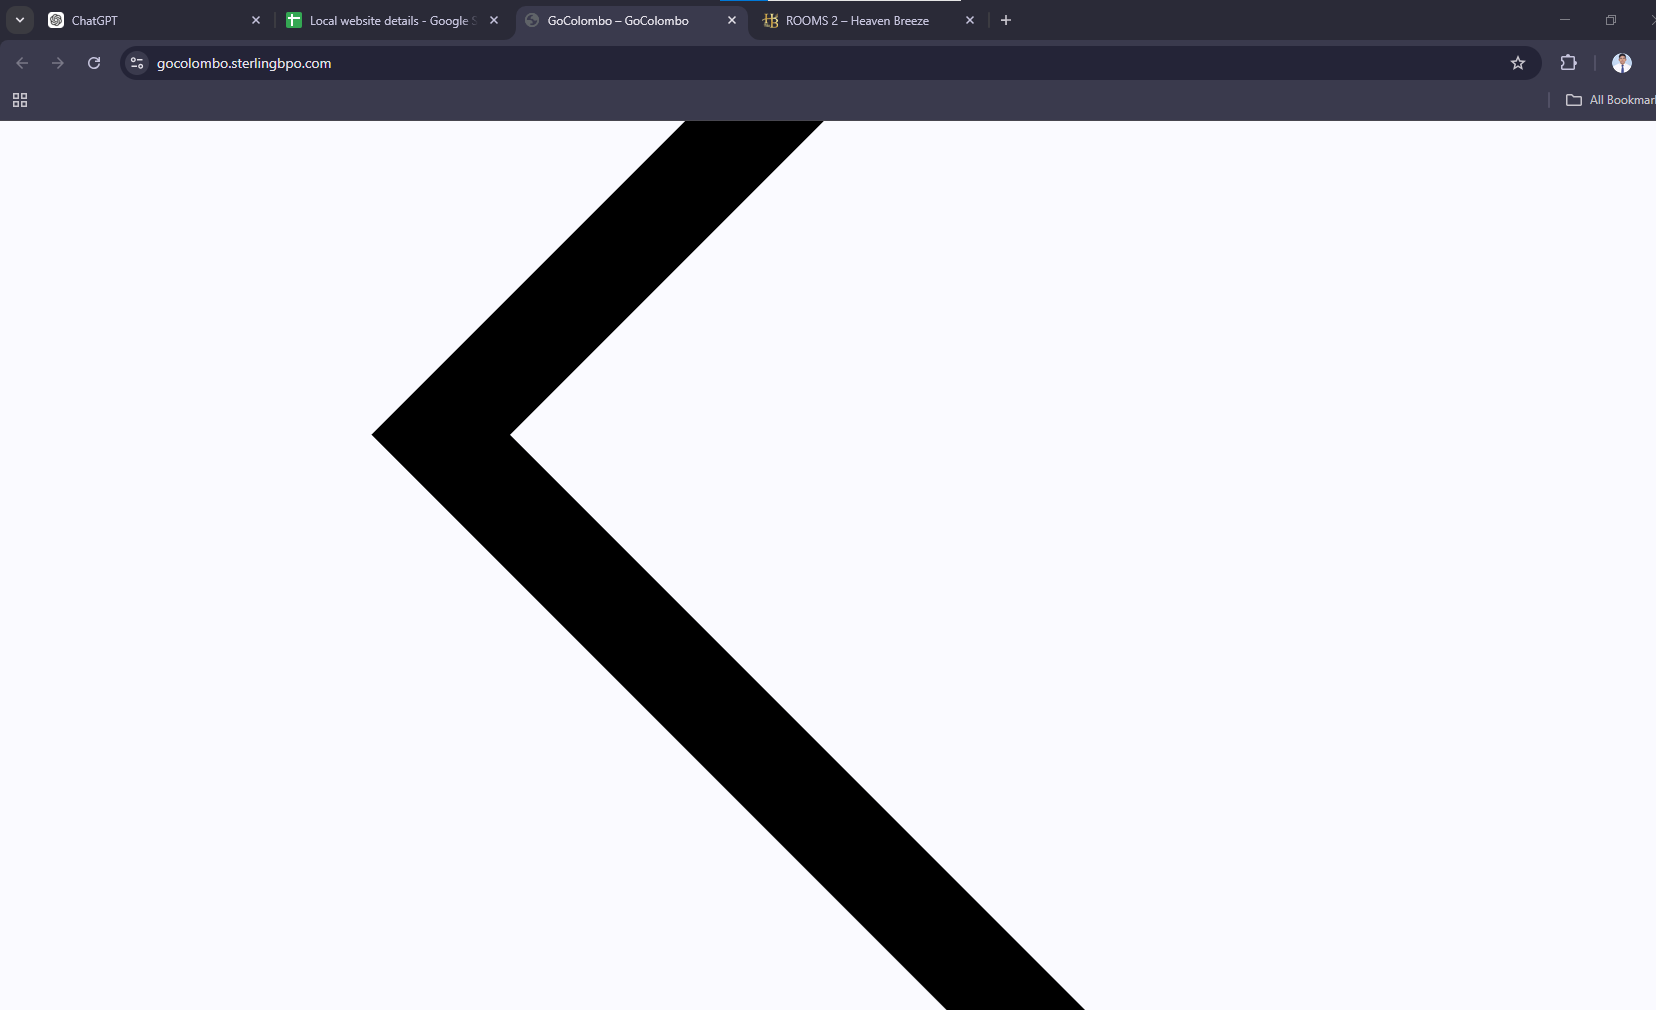 ChatGPT
Local website details - Google S
GoColombo – GoColombo
ROOMS 2 – Heaven Breeze
gocolombo.sterlingbpo.com
All Bookmar